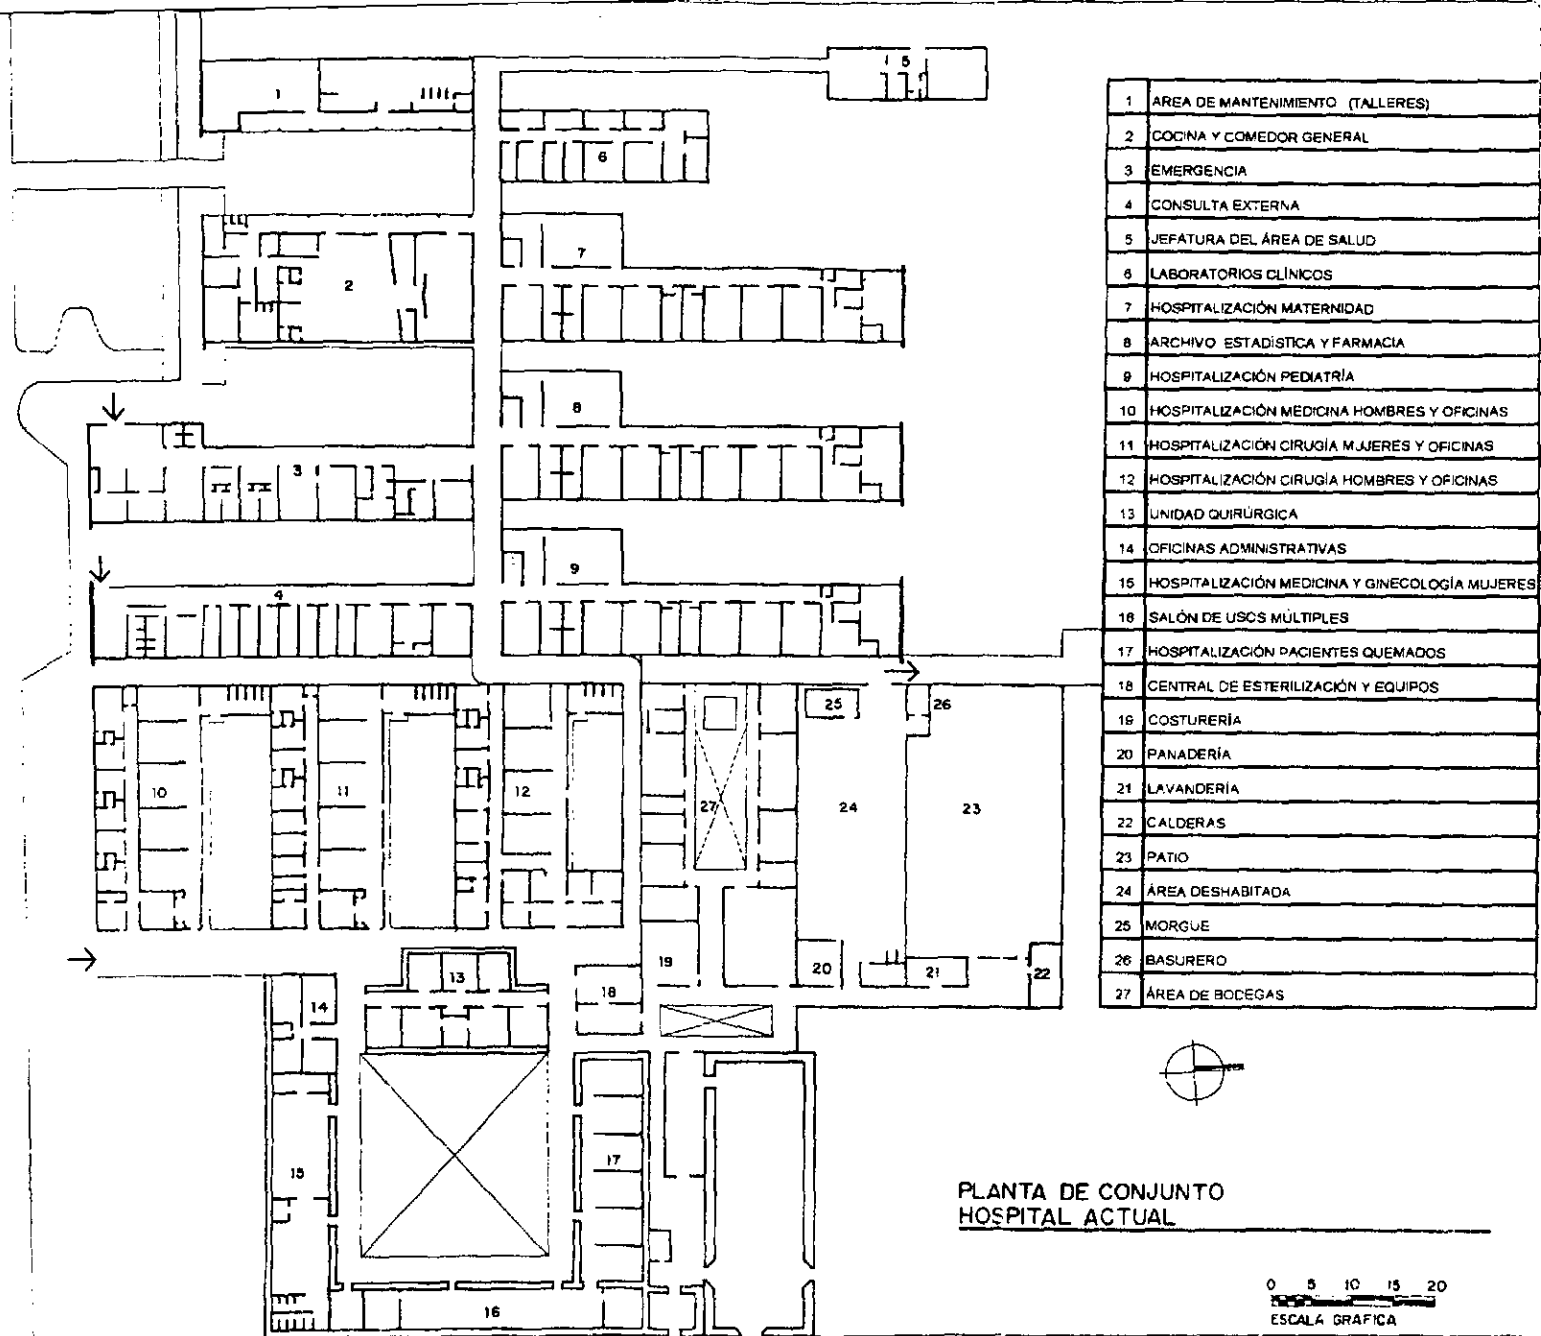 1 AREA DE MANTENIMIENTO (TALLERES)
2 COCINA Y COMEDOR GENERAL
3 EMERGENCIA
4 CONSULTA EXTERNA
5 JEFATURA DEL ÁREA DE SALUD
6 LABORATORIOS CLÍNICOS
7 HOSPITALIZACIÓN MATERNIDAD
8 ARCHIVO ESTADÍSTICA Y FARMACIA
9 HOSPITALIZACIÓN PEDIATRÍA
10 HOSPITALIZACIÓN MEDICINA HOMBRES Y OFICINAS
11 HOSPITALIZACIÓN CIRUGÍA MUJERES Y OFICINAS
12 HOSPITALIZACIÓN CIRUGÍA HOMBRES Y OFICINAS
13 UNIDAD QUIRÚRGICA
14 OFICINAS ADMINISTRATIVAS
15 HOSPITALIZACIÓN MEDICINA Y GINECOLOGÍA MUJERES
16 SALÓN DE USOS MÚLTIPLES
17 HOSPITALIZACIÓN PACIENTES QUEMADOS
18 CENTRAL DE ESTERILIZACIÓN Y EQUIPOS
19 COSTURERÍA
20 PANADERÍA
21 LAVANDERÍA
22 CALDERAS
23 PATIO
24 ÁREA DESHABITADA
25 MORGUE
26 BASURERO
27 ÁREA DE BODEGAS
1
5
6
2
7
8
3
9
4
25
26
10
11
12
27
24
23
19
20
21
22
13
14
18
15
17
16
PLANTA DE CONJUNTO
HOSPITAL ACTUAL
0 5 10 15 20
ESCALA GRAFICA